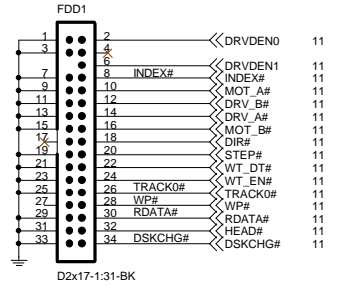 FDD1
1 2 DRVDEN0 11
3 4
6 DRVDEN1 11
7 8 INDEX# INDEX# 11
9 10 MOT_A# 11
11 12 DRV_B# 11
13 14 DRV_A# 11
15 16 MOT_B# 11
17 18 DIR# 11
19 20 STEP# 11
21 22 WT_DT# 11
23 24 WT_EN# 11
25 26 TRACK0# TRACK0# 11
27 28 WP# WP# 11
29 30 RDATA# RDATA# 11
31 32 HEAD# 11
33 34 DSKCHG# DSKCHG# 11
D2x17-1:31-BK